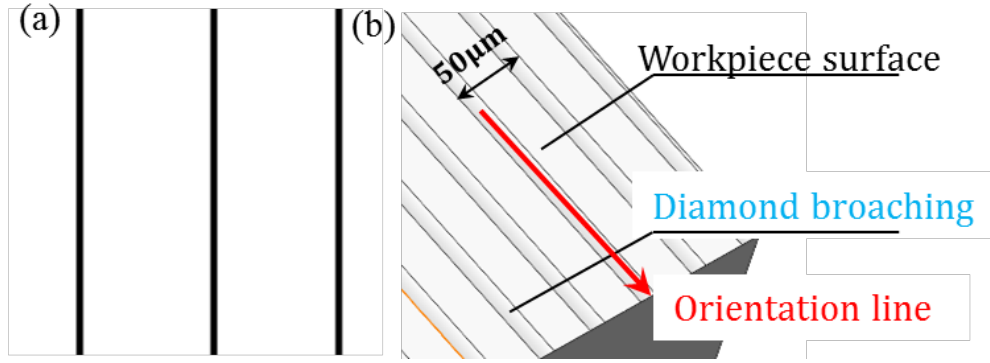 (a)
(b)
50μm
Workpiece surface
Diamond broaching
Orientation line